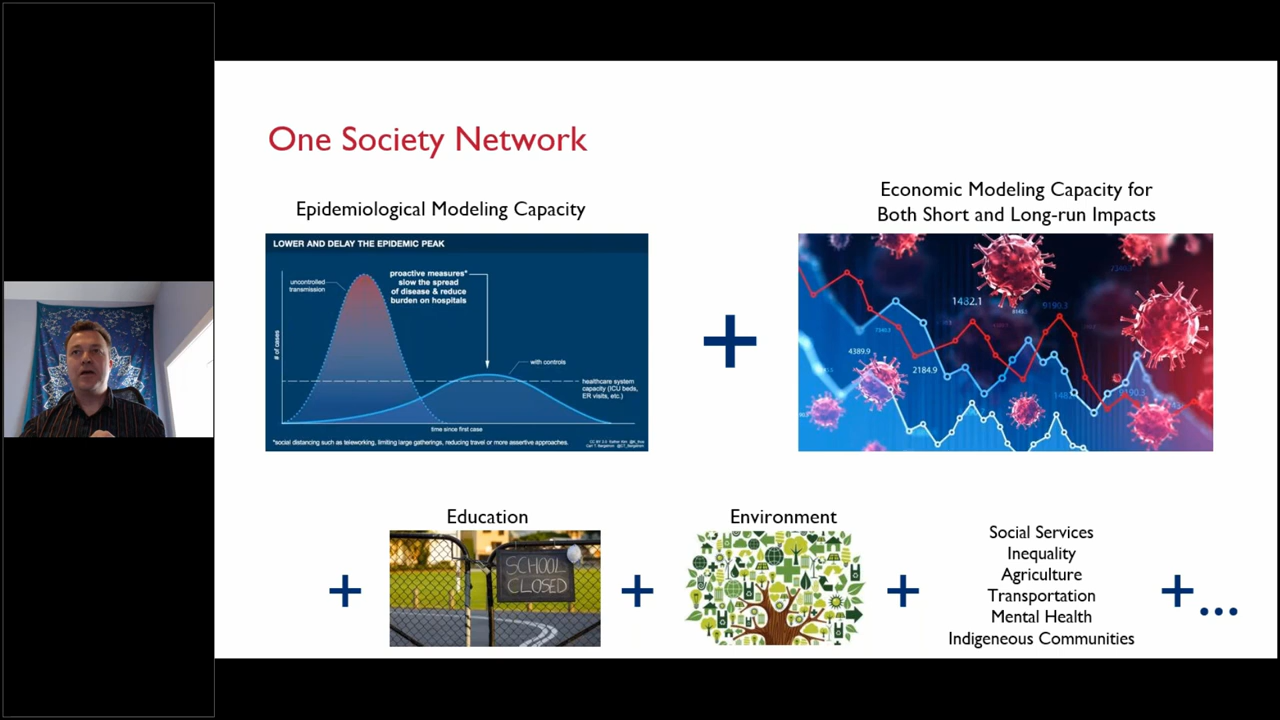 One Society Network
Epidemiological Modeling Capacity
Economic Modeling Capacity for
Both Short and Long-run Impacts
LOWER AND DELAY THE EPIDEMIC PEAK
uncontrolled
transmission
proactive measures*
slow the spread
of disease & reduce
burden on hospitals
# of cases
with controls
healthcare system
capacity (ICU beds,
ER visits, etc.)
time since first case
*social distancing such as teleworking, limiting large gatherings, reducing travel or more assertive approaches.
1482.1
9190.3
4389.9
2184.9
Education
SCHOOL
CLOSED
Environment
Social Services
Inequality
Agriculture
Transportation
Mental Health
Indigeneous Communities